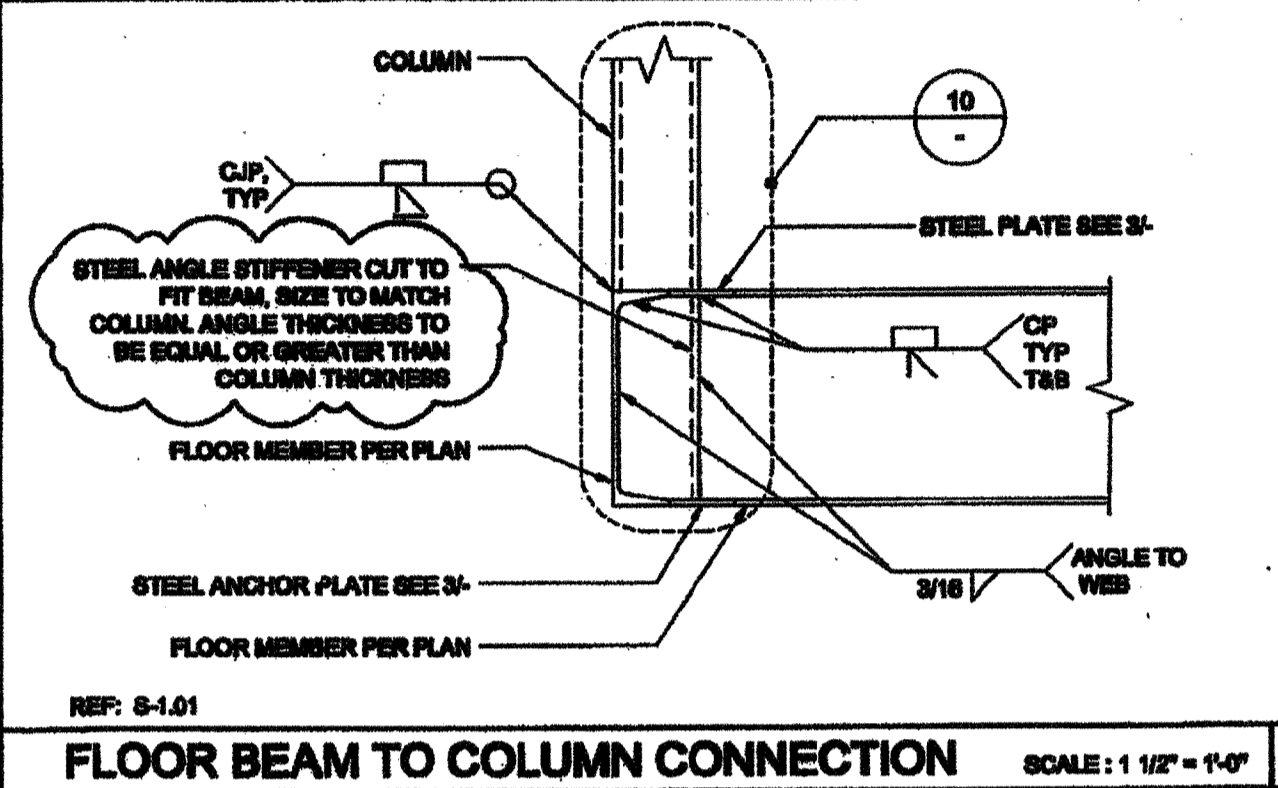 COLUMN
10
-
CJP,
TYP
STEEL PLATE SEE 3/-
STEEL ANGLE STIFFENER CUT TO
FIT BEAM, SIZE TO MATCH
COLUMN. ANGLE THICKNESS TO
BE EQUAL OR GREATER THAN
COLUMN THICKNESS
CP
TYP
T&B
FLOOR MEMBER PER PLAN
STEEL ANCHOR PLATE SEE 3/-
3/16
ANGLE TO
WEB
FLOOR MEMBER PER PLAN
REF: S-1.01
FLOOR BEAM TO COLUMN CONNECTION
SCALE : 1 1/2" = 1'-0"